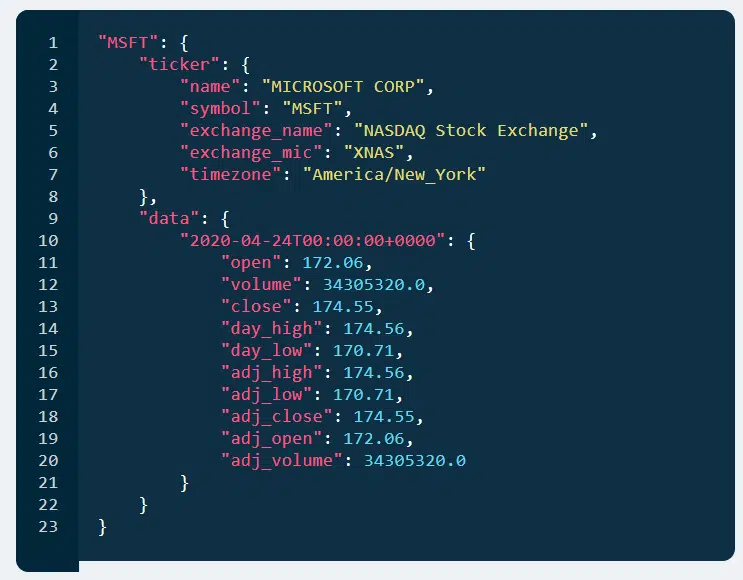 1 "MSFT": {
2 "ticker": {
3 "name": "MICROSOFT CORP",
4 "symbol": "MSFT",
5 "exchange_name": "NASDAQ Stock Exchange",
6 "exchange_mic": "XNAS",
7 "timezone": "America/New_York"
8 },
9 "data": {
10 "2020-04-24T00:00:00+0000": {
11 "open": 172.06,
12 "volume": 34305320.0,
13 "close": 174.55,
14 "day_high": 174.56,
15 "day_low": 170.71,
16 "adj_high": 174.56,
17 "adj_low": 170.71,
18 "adj_close": 174.55,
19 "adj_open": 172.06,
20 "adj_volume": 34305320.0
21 }
22 }
23 }